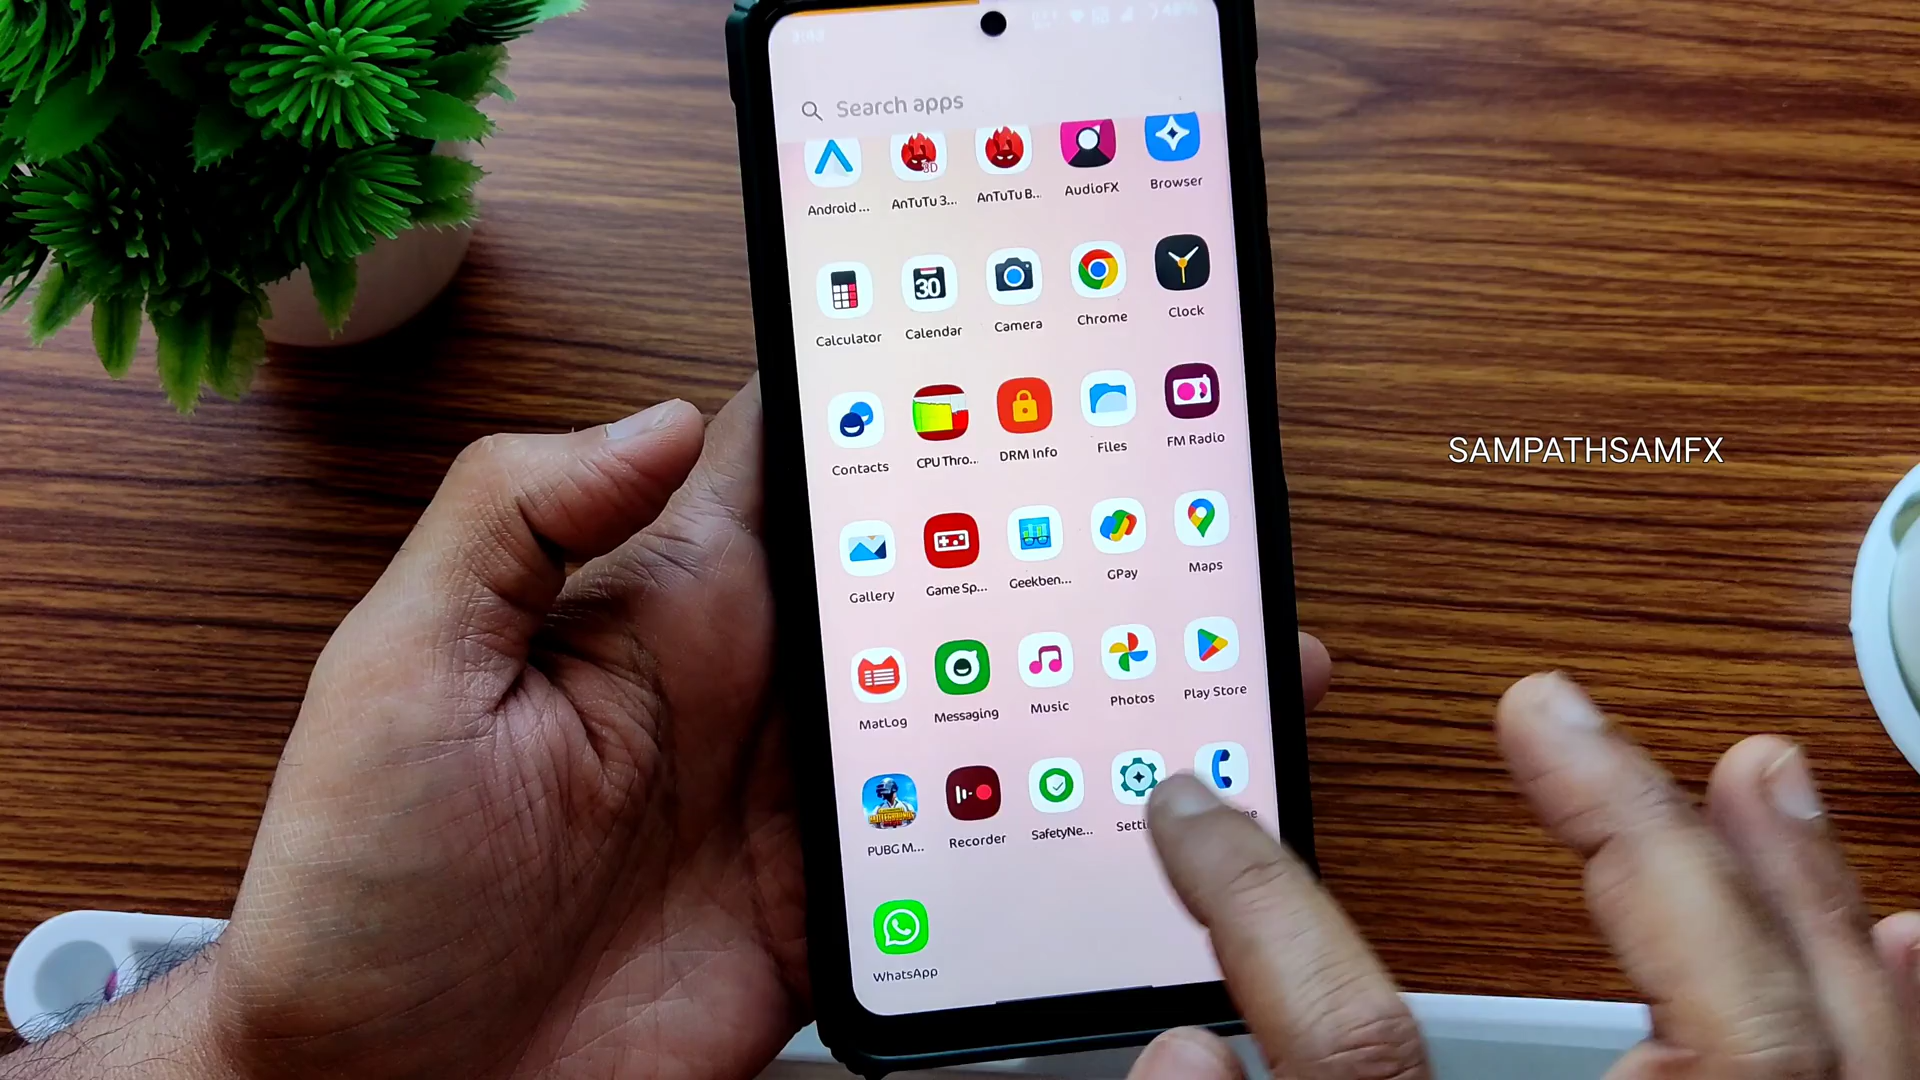 Search apps
Android ...
AnTuTu 3...
AnTuTu B...
AudioFX
Browser
3D
Calculator
Calendar
Camera
Chrome
Clock
30
Contacts
CPU Thro...
DRM Info
Files
FM Radio
SAMPATHSAMFX
Gallery
Game Sp...
Geekben...
GPay
Maps
MatLog
Messaging
Music
Photos
Play Store
PUBG M...
Recorder
SafetyNe...
WhatsApp